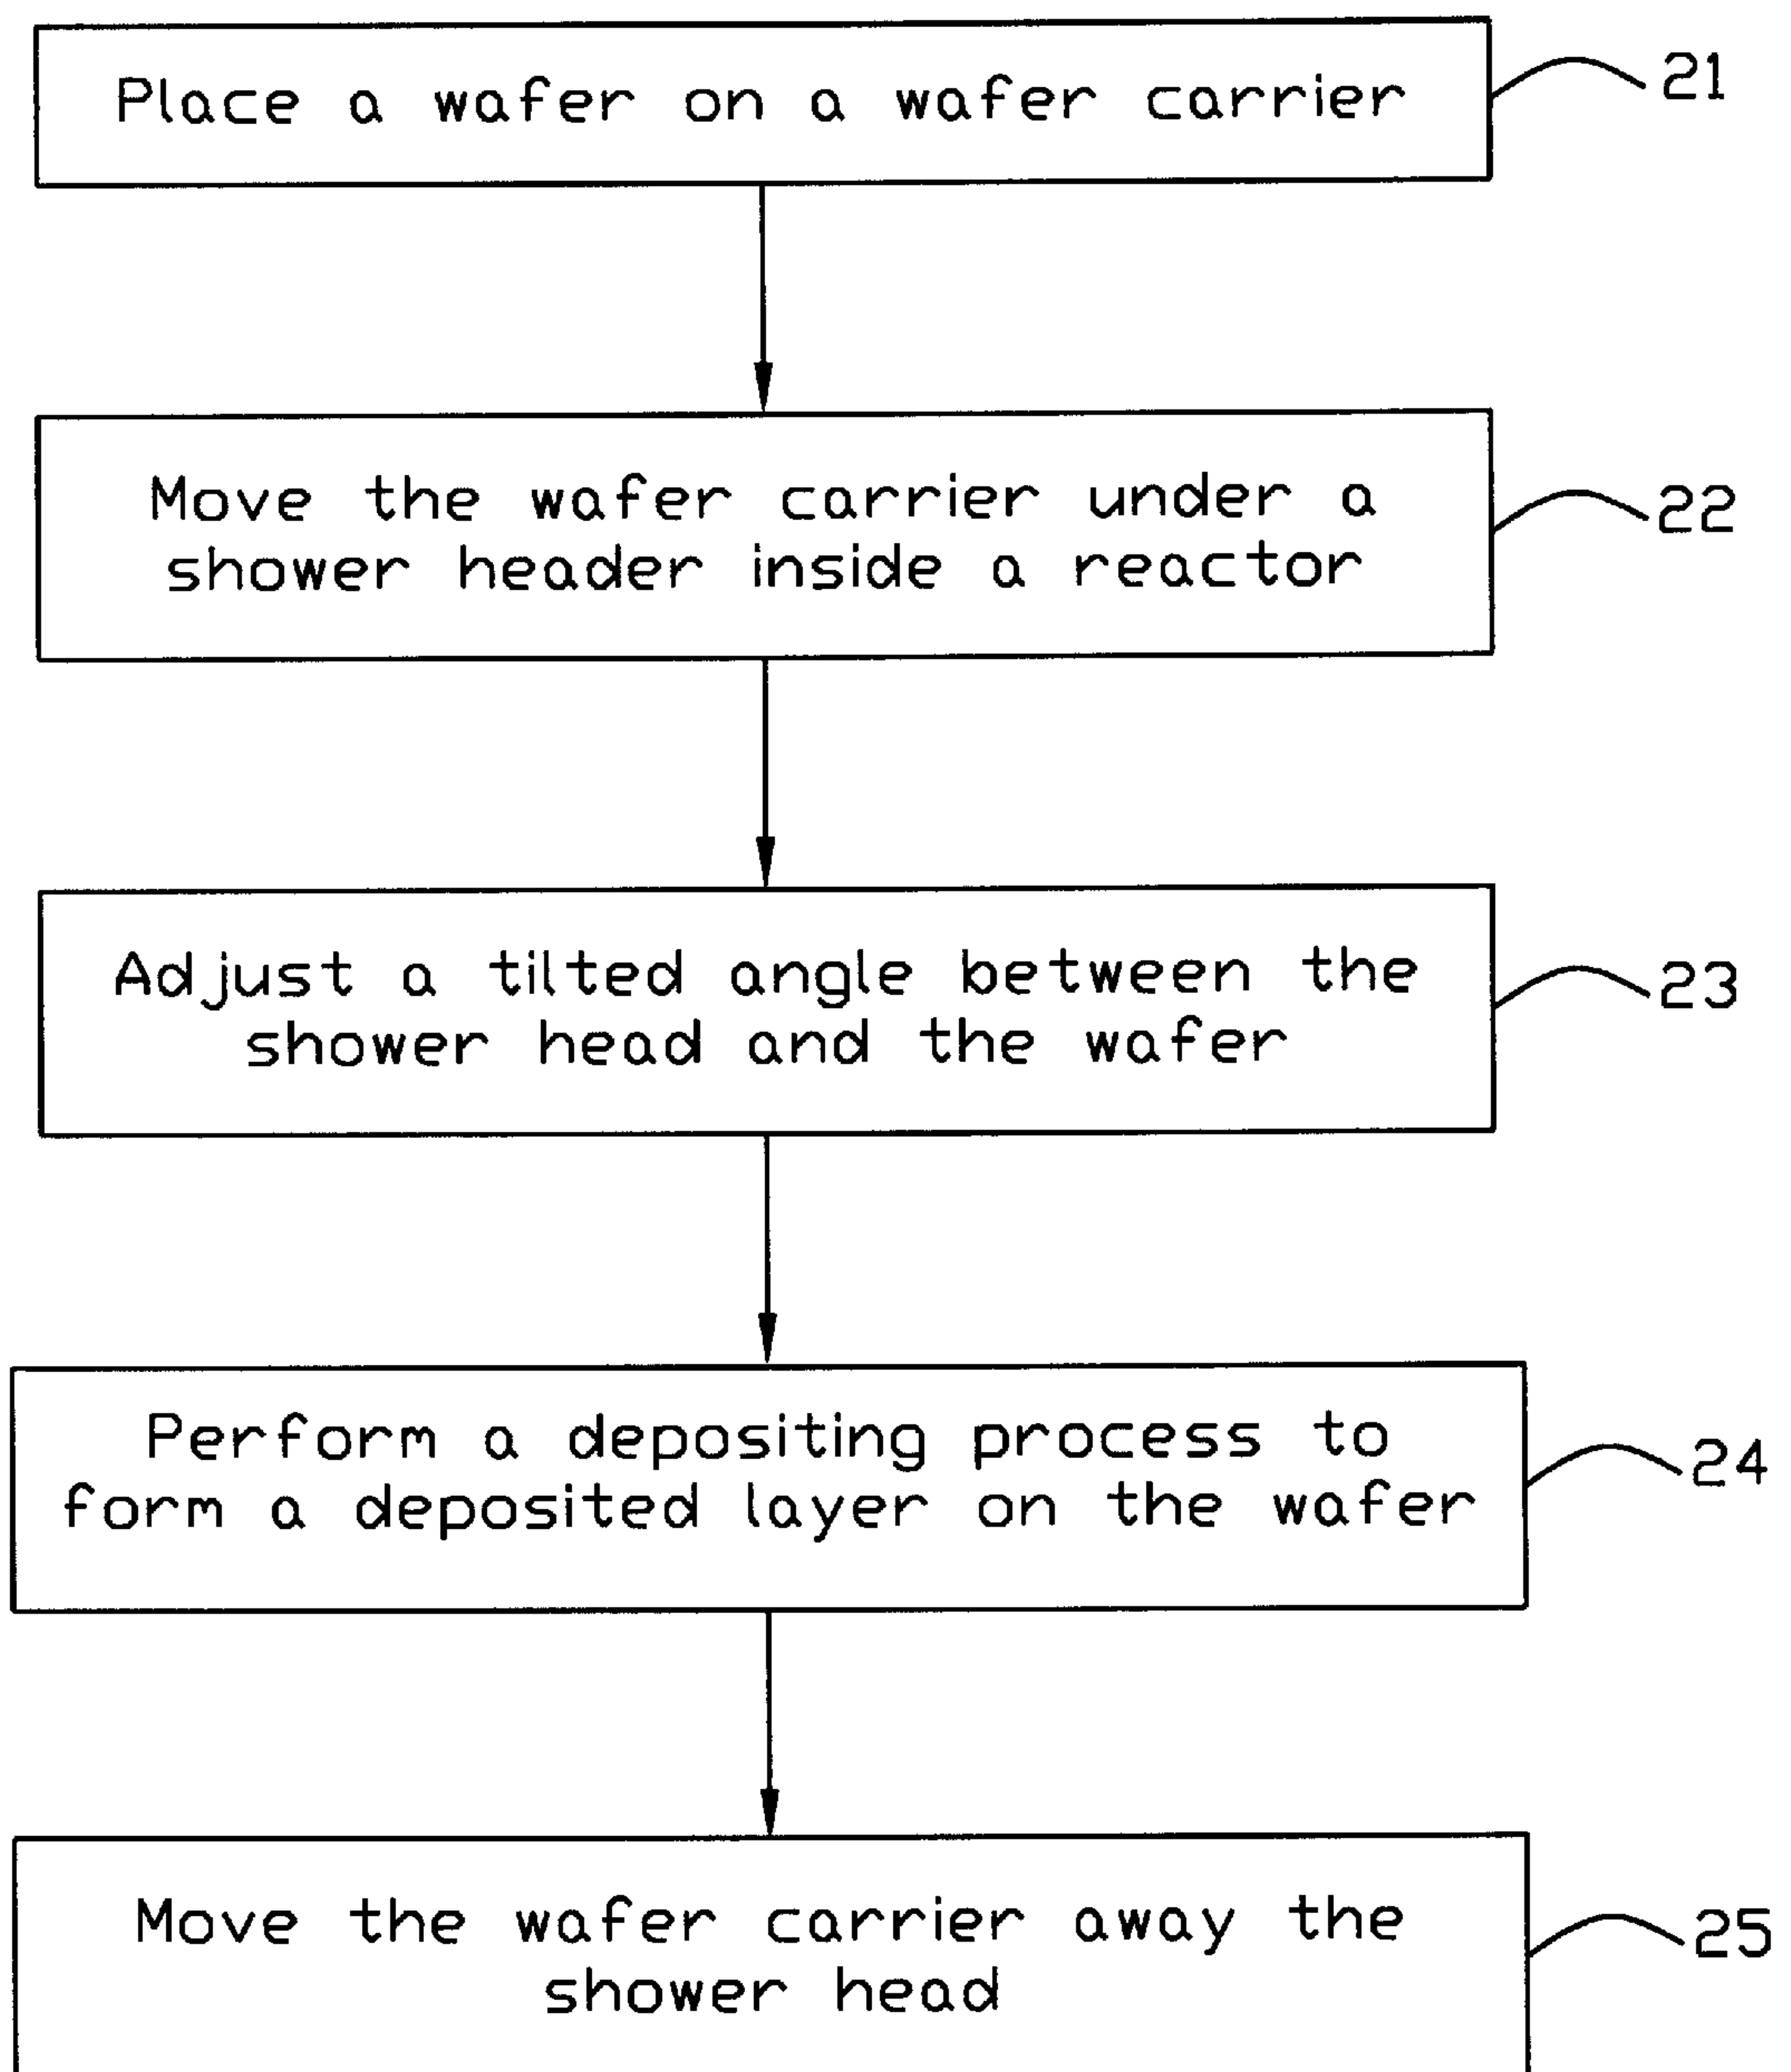 Place a wafer on a wafer carrier
21
Move the wafer carrier under a
shower header inside a reactor
22
Adjust a tilted angle between the
shower head and the wafer
23
Perform a depositing process to
form a deposited layer on the wafer
24
Move the wafer carrier away the
shower head
25